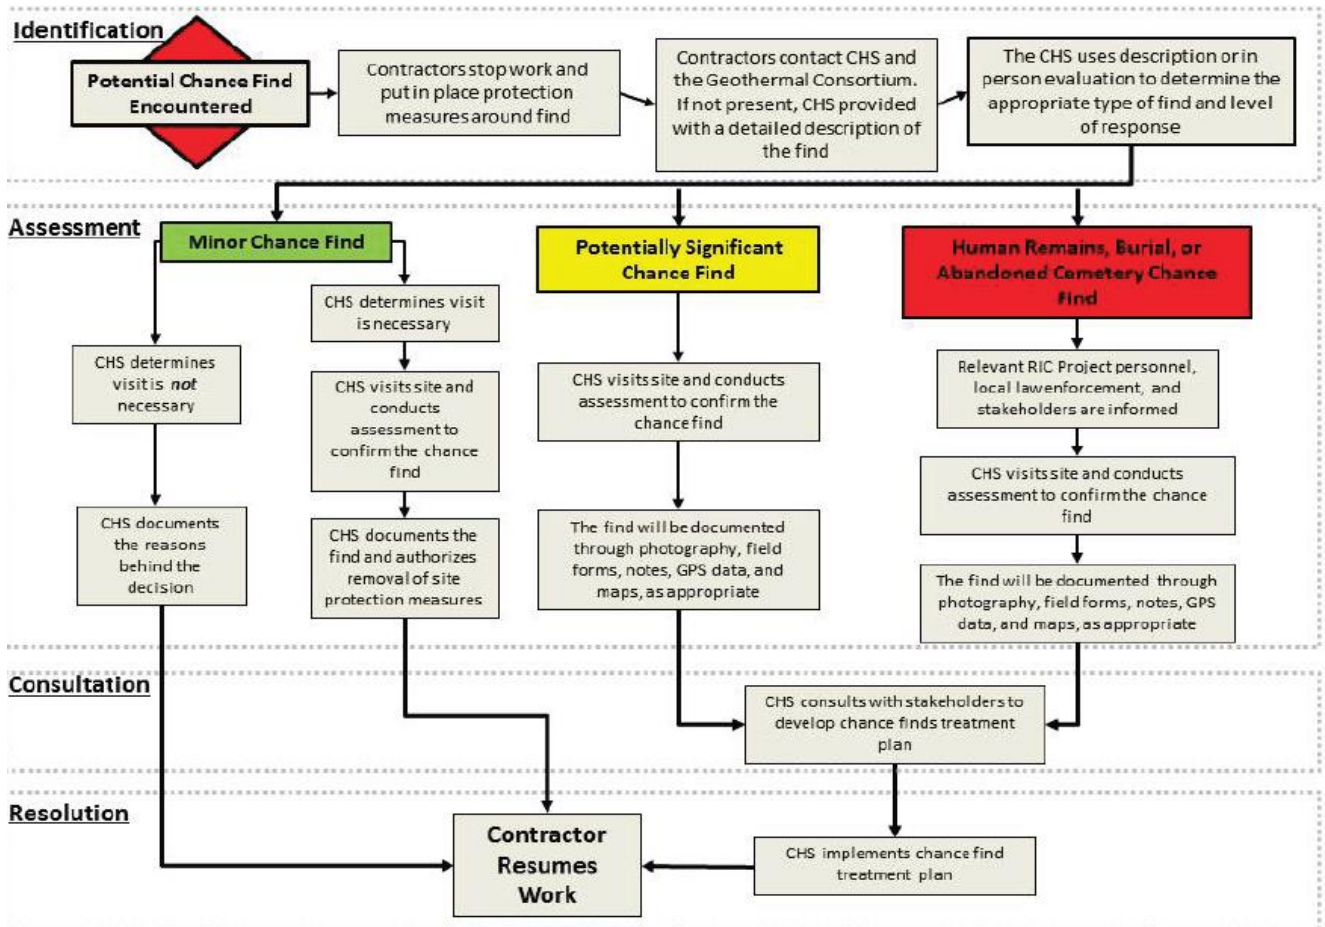 Identification
Potential Chance Find
Encountered
Contractors stop work and
put in place protection
measures around find
Contractors contact CHS and
the Geothermal Consortium.
If not present, CHS provided
with a detailed description of
the find
The CHS uses description or in
person evaluation to determine the
appropriate type of find and level
of response
Assessment
Minor Chance Find
CHS determines
visit is not
necessary
CHS documents
the reasons
behind the
decision
CHS determines visit
is necessary
CHS visits site and
conducts
assessment to
confirm the chance
find
CHS documents the
find and authorizes
removal of site
protection measures
Potentially Significant
Chance Find
CHS visits site and conducts
assessment to confirm the
chance find
The find will be documented
through photography, field
forms, notes, GPS data, and
maps, as appropriate
Human Remains, Burial, or
Abandoned Cemetery Chance
Find
Relevant RIC Project personnel,
local law enforcement, and
stakeholders are informed
CHS visits site and conducts
assessment to confirm the chance
find
The find will be documented through
photography, field forms, notes, GPS
data, and maps, as appropriate
Consultation
CHS consults with stakeholders to
develop chance finds treatment
plan
Resolution
Contractor
Resumes
Work
CHS implements chance find
treatment plan